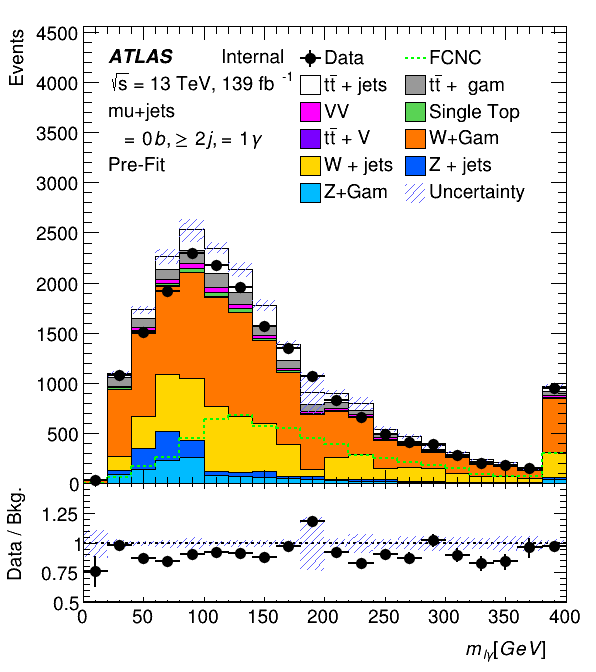 Events
4500
4000
3500
3000
2500
2000
1500
1000
500
0
ATLAS Internal
√s = 13 TeV, 139 fb⁻¹
mu+jets
= 0b, ≥ 2j, = 1γ
Pre-Fit
Data
FCNC
tt̄ + jets
tt̄ + gam
VV
Single Top
tt̄ + V
W+Gam
W + jets
Z + jets
Z+Gam
Uncertainty
Data / Bkg.
1.25
1
0.75
0.5
0 50 100 150 200 250 300 350 400
m_lγ[GeV]